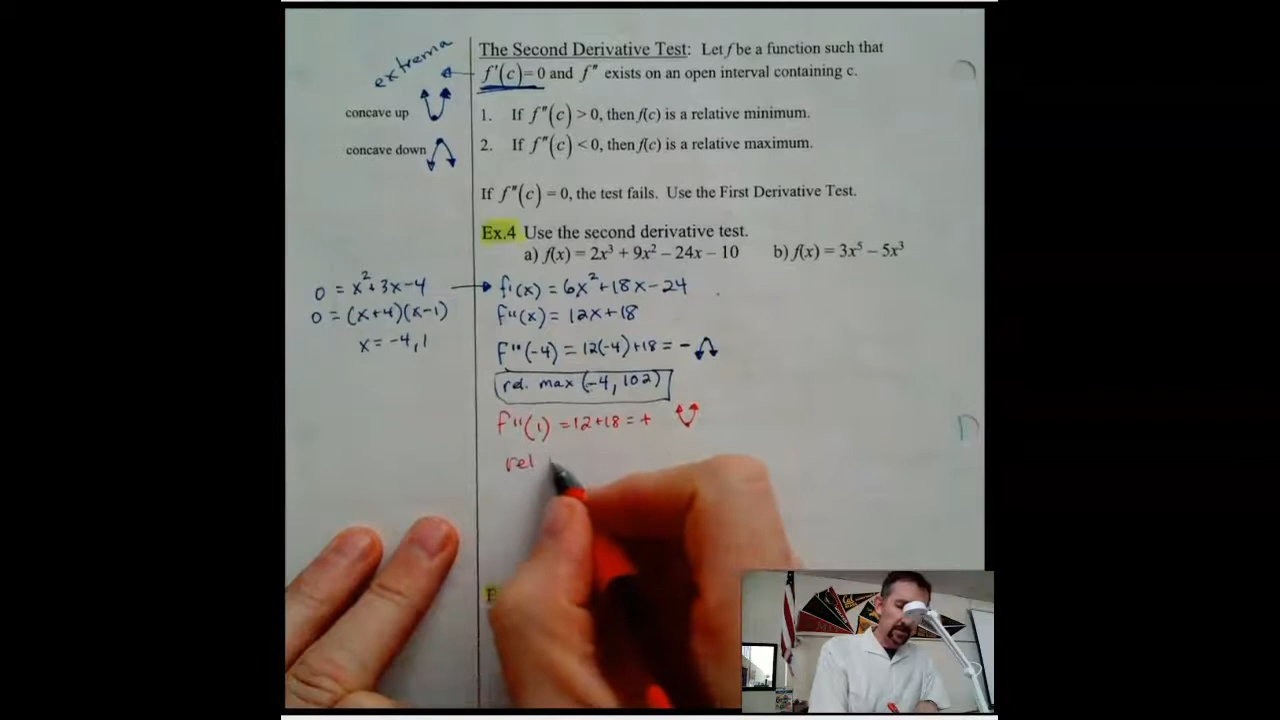 extrema
The Second Derivative Test: Let f be a function such that
f'(c)=0 and f" exists on an open interval containing c.
concave up
1. If f"(c) > 0, then f(c) is a relative minimum.
concave down
2. If f"(c) < 0, then f(c) is a relative maximum.
If f"(c) = 0, the test fails. Use the First Derivative Test.
Ex.4 Use the second derivative test.
a) f(x) = 2x³ + 9x² – 24x – 10 b) f(x) = 3x⁵ – 5x³
0 = x²+3x-4
0 = (x+4)(x-1)
x = -4, 1
f'(x) = 6x²+18x-24
f"(x) = 12x+18
f"(-4) = 12(-4)+18 = -
rel. max (-4, 102)
f"(1) = 12+18 = +
rel